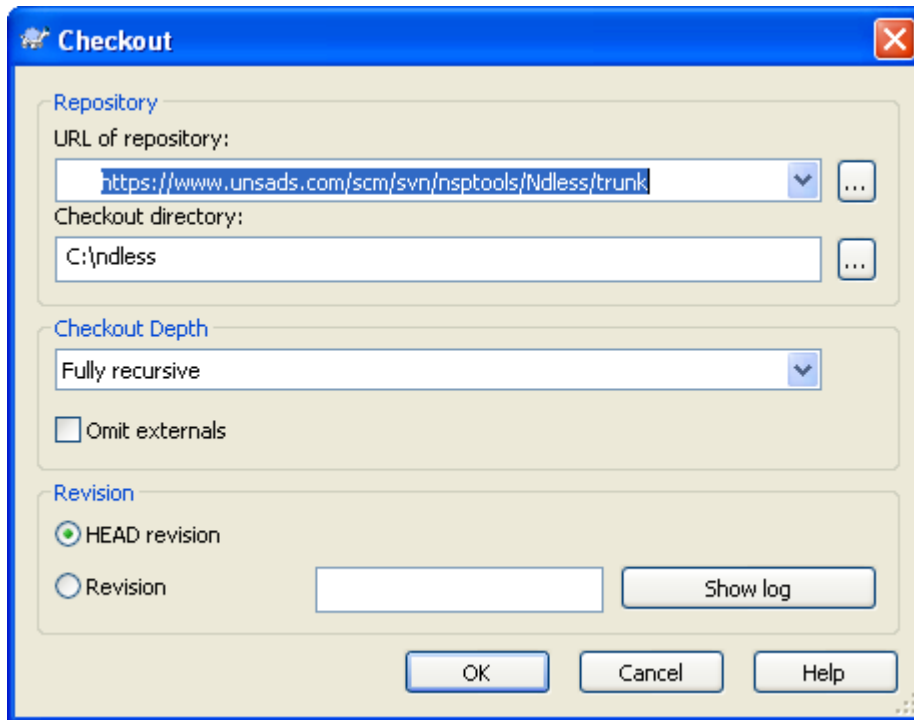 Checkout
Repository
URL of repository:
https://www.unsads.com/scm/svn/nsptools/Ndless/trunk
...
Checkout directory:
C:\ndless
...
Checkout Depth
Fully recursive
Omit externals
Revision
HEAD revision
Revision
Show log
OK
Cancel
Help